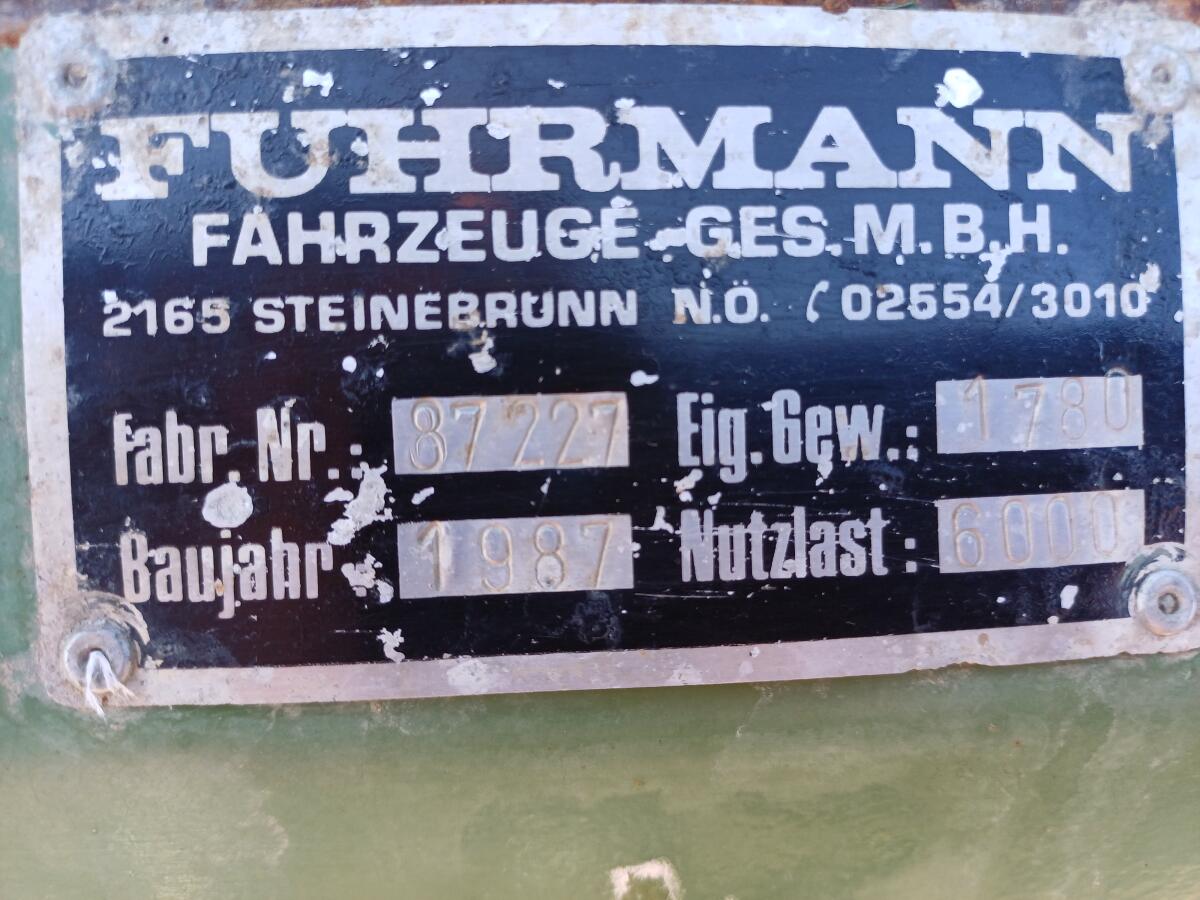 FUHRMANN
FAHRZEUGE-GES.M.B.H.
2165 STEINEBRUNN N.Ö. 02554/3010
Fabr.Nr.: 87227 Eig.Gew.: 1780
Baujahr 1987 Nutzlast: 6000